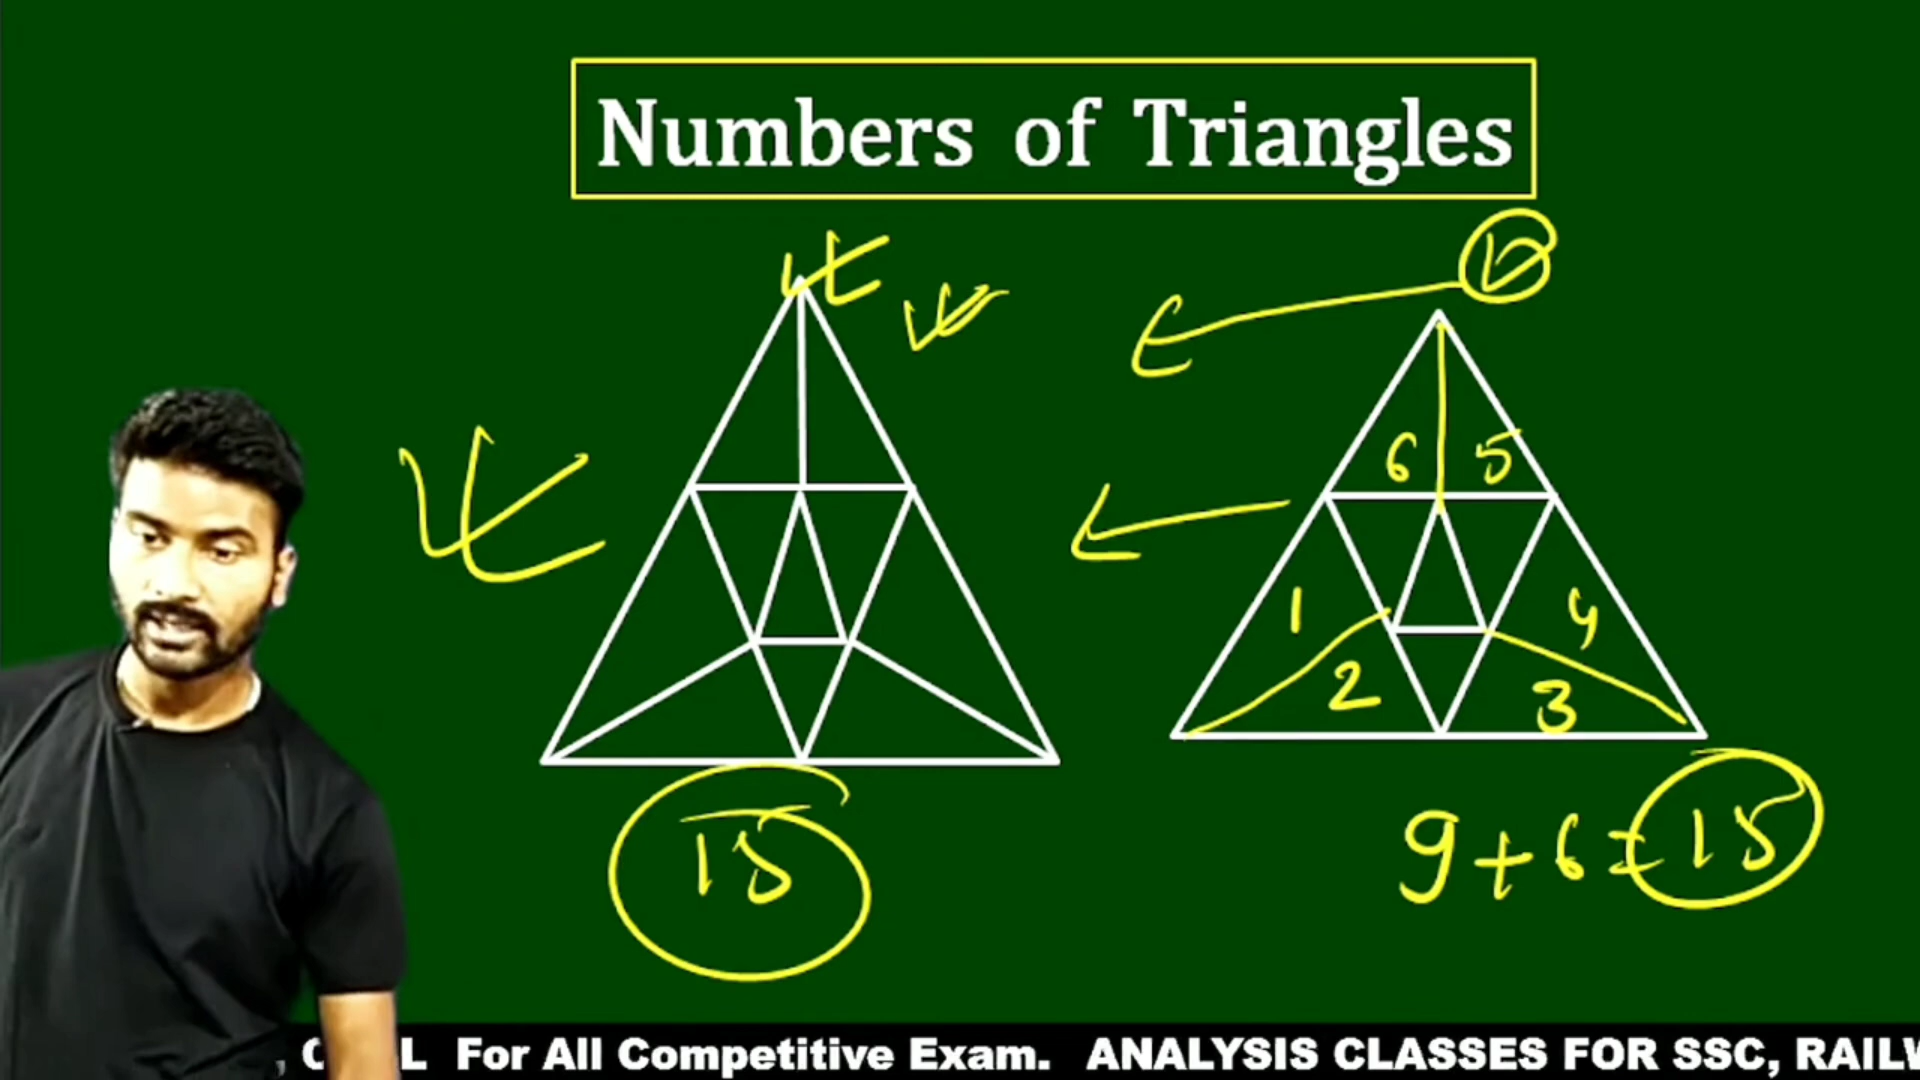 Numbers of Triangles
6 5
1 4
2 3
15
9 + 6 = 15
For All Competitive Exam. ANALYSIS CLASSES FOR SSC,